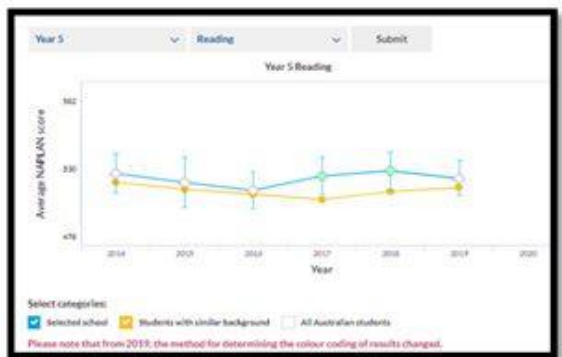 Year 5 Reading Submit
Year 5 Reading
Average NAPLAN score
2014 2015 2016 2017 2018 2019 2020
Year
Select categories:
Selected school Students with similar background All Australian students
Please note that from 2019, the method for determining the colour coding of results changed.